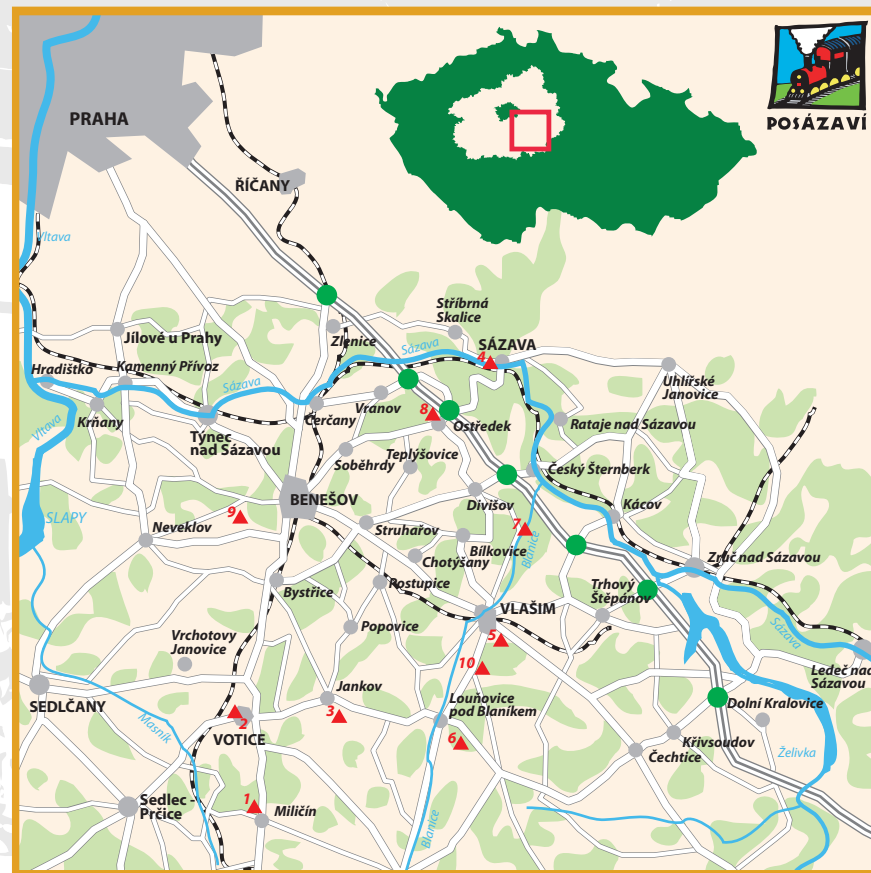 POSÁZAVÍ
PRAHA
ŘÍČANY
Vltava
Stříbrná
Skalice
Zlenice
Sázava
4
SÁZAVA
Jílové u Prahy
Hradištko
Kamenný Přívoz
Sázava
Uhlířské
Janovice
Vltava
Krňany
Týnec
nad Sázavou
Čerčany
Vranov
8
Ostředek
Rataje nad Sázavou
Soběhrdy
Teplýšovice
Český Šternberk
BENEŠOV
Divišov
Kácov
SLAPY
9
Neveklov
Struhařov
7
Bílkovice
Blanice
Chotýšany
Zruč nad Sázavou
Bystřice
Postupice
Trhový
Štěpánov
VLAŠIM
Popovice
5
Sázava
Vrchotovy
Janovice
10
Ledeč nad
Sázavou
SEDLČANY
Jankov
3
Louňovice
pod Blaníkem
Dolní Kralovice
Masník
2
VOTICE
6
Křivsoudov
Čechtice
Želivka
Sedlec -
Prčice
1
Miličín
Blanice